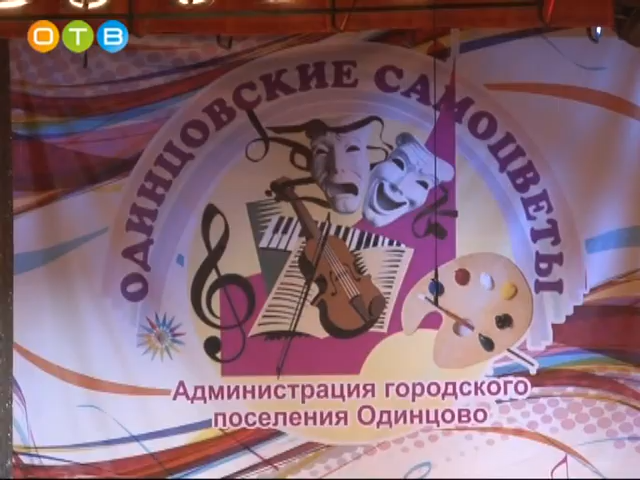 ОТВ
ОДИНЦОВСКИЕ САМОЦВЕТЫ
Администрация городского
поселения Одинцово